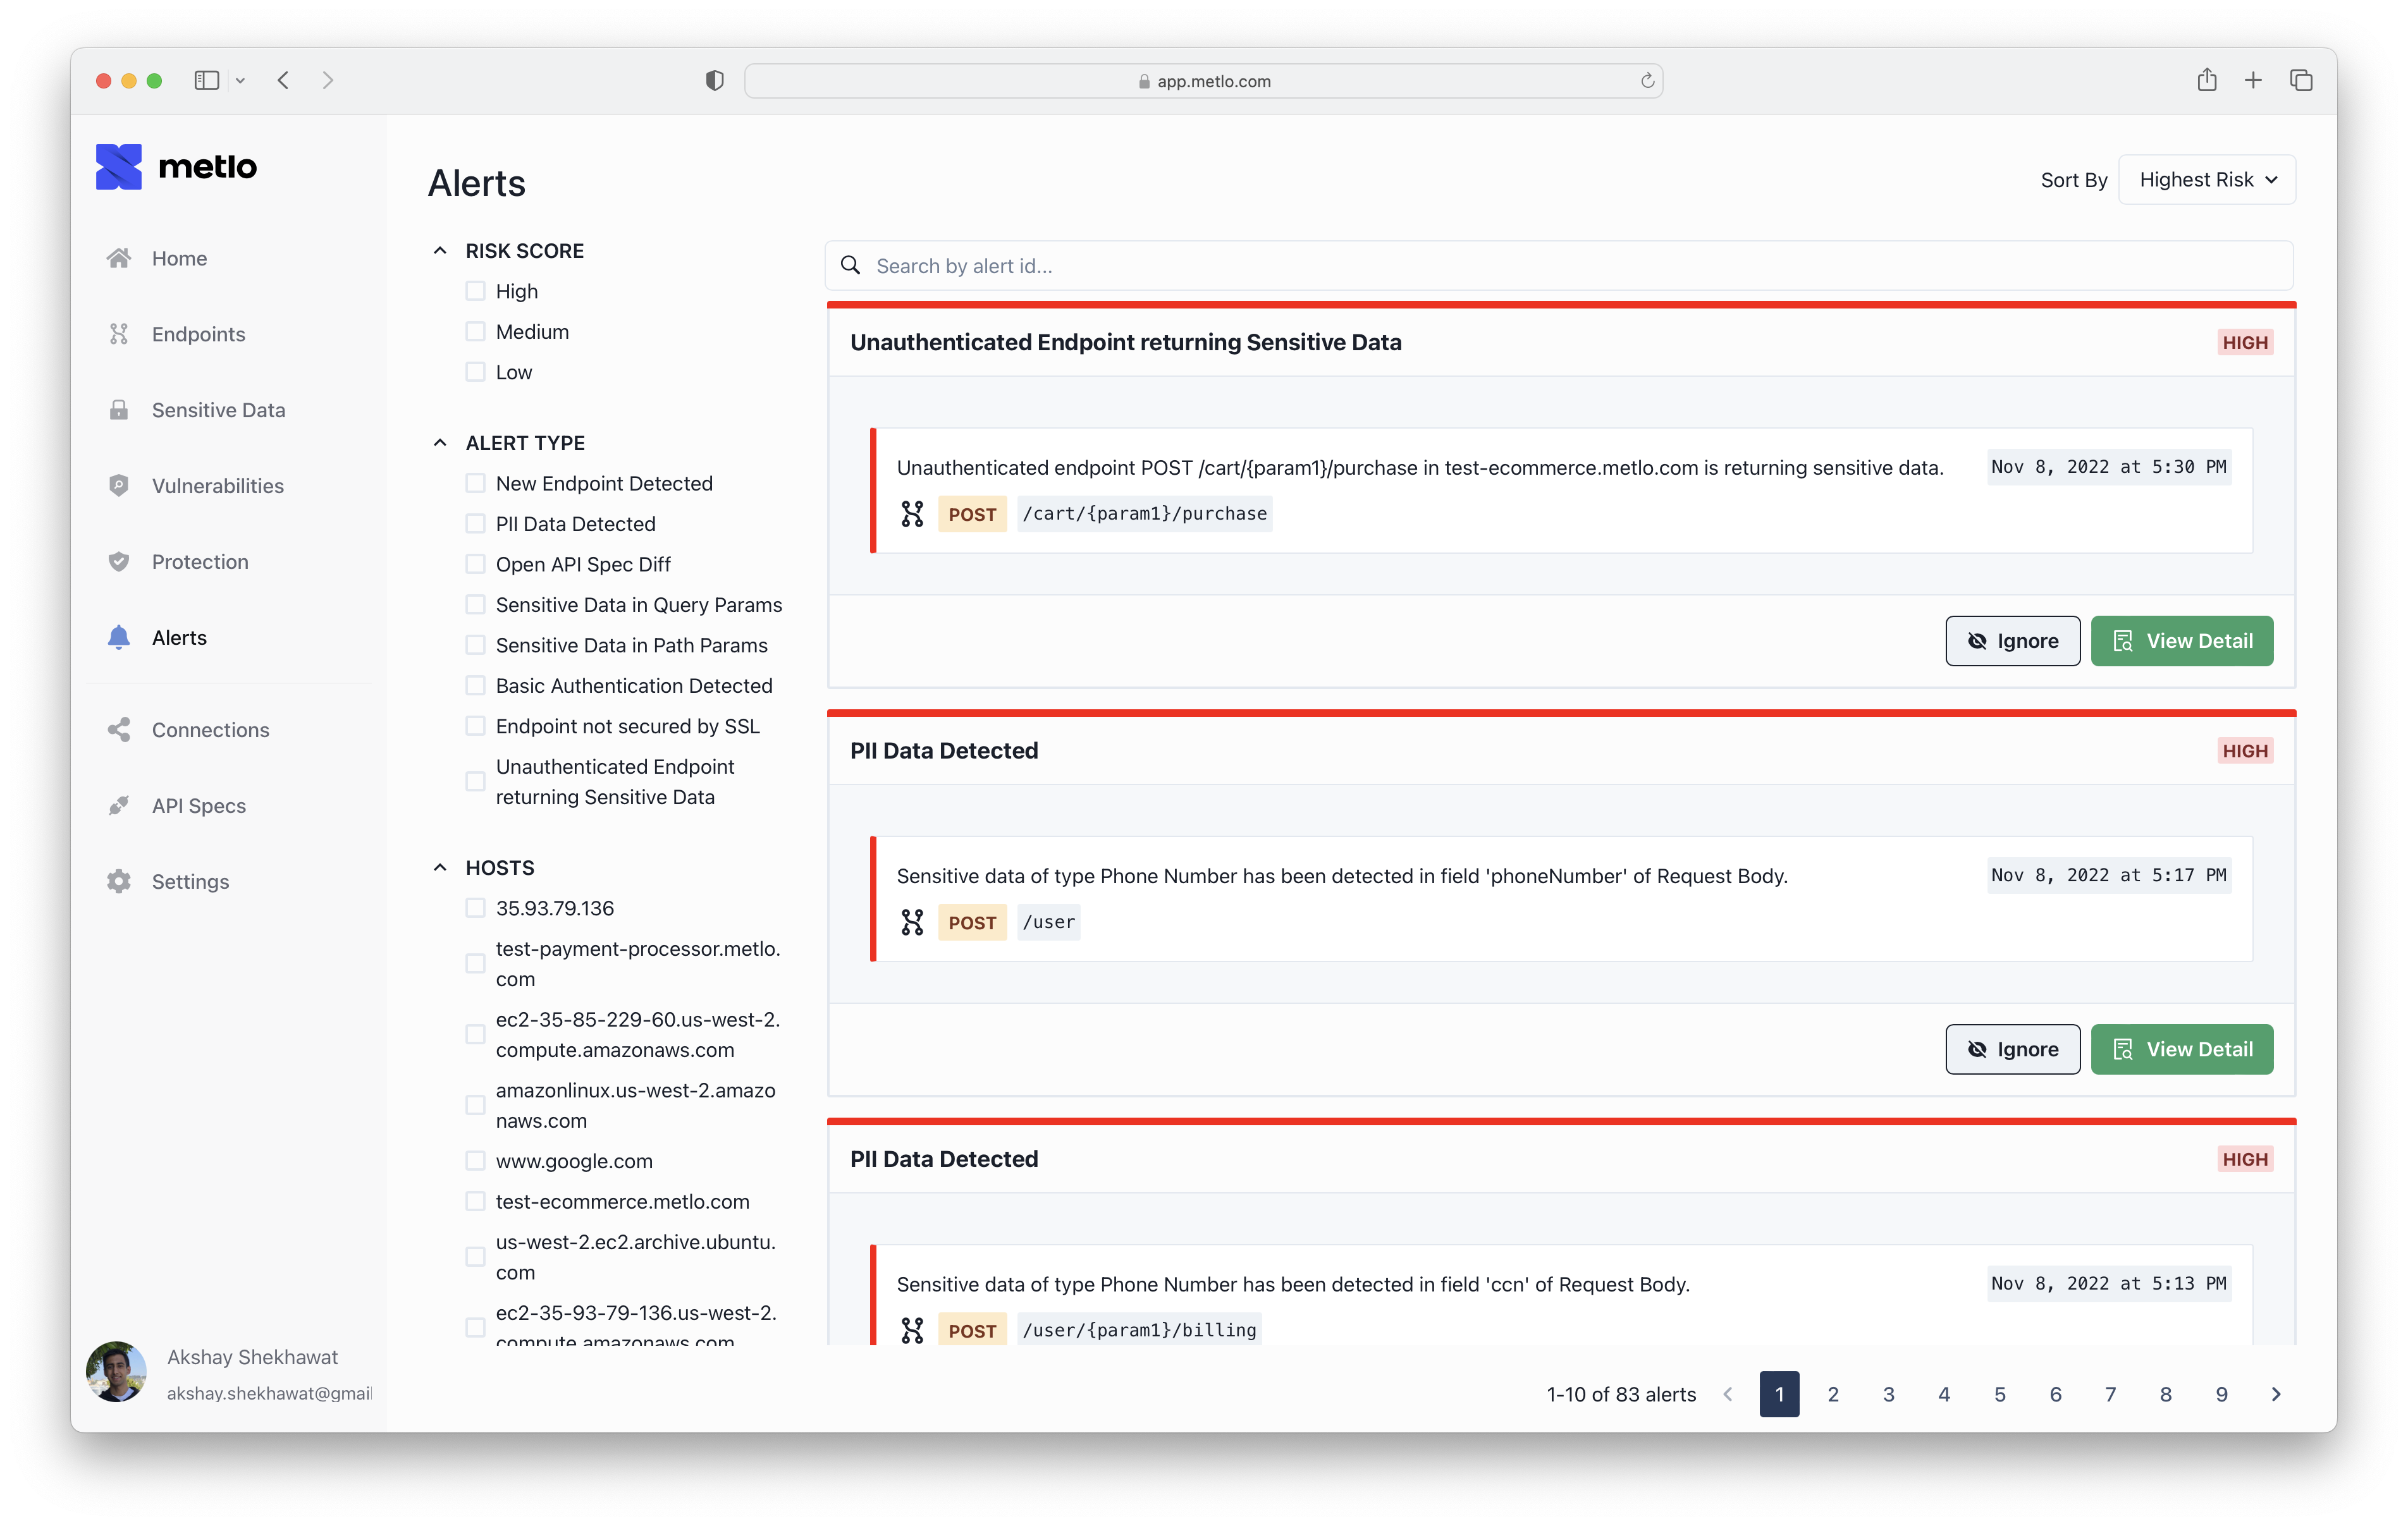 app.metlo.com
metlo
Home
Endpoints
Sensitive Data
Vulnerabilities
Protection
Alerts
Connections
API Specs
Settings
Akshay Shekhawat
akshay.shekhawat@gmail
Alerts
Sort By
Highest Risk
RISK SCORE
High
Medium
Low
ALERT TYPE
New Endpoint Detected
PII Data Detected
Open API Spec Diff
Sensitive Data in Query Params
Sensitive Data in Path Params
Basic Authentication Detected
Endpoint not secured by SSL
Unauthenticated Endpoint
returning Sensitive Data
HOSTS
35.93.79.136
test-payment-processor.metlo.
com
ec2-35-85-229-60.us-west-2.
compute.amazonaws.com
amazonlinux.us-west-2.amazo
naws.com
www.google.com
test-ecommerce.metlo.com
us-west-2.ec2.archive.ubuntu.
com
ec2-35-93-79-136.us-west-2.
compute.amazonaws.com
Search by alert id...
Unauthenticated Endpoint returning Sensitive Data
HIGH
Unauthenticated endpoint POST /cart/{param1}/purchase in test-ecommerce.metlo.com is returning sensitive data.
Nov 8, 2022 at 5:30 PM
POST /cart/{param1}/purchase
Ignore
View Detail
PII Data Detected
HIGH
Sensitive data of type Phone Number has been detected in field 'phoneNumber' of Request Body.
Nov 8, 2022 at 5:17 PM
POST /user
Ignore
View Detail
PII Data Detected
HIGH
Sensitive data of type Phone Number has been detected in field 'ccn' of Request Body.
Nov 8, 2022 at 5:13 PM
POST /user/{param1}/billing
1-10 of 83 alerts
1 2 3 4 5 6 7 8 9